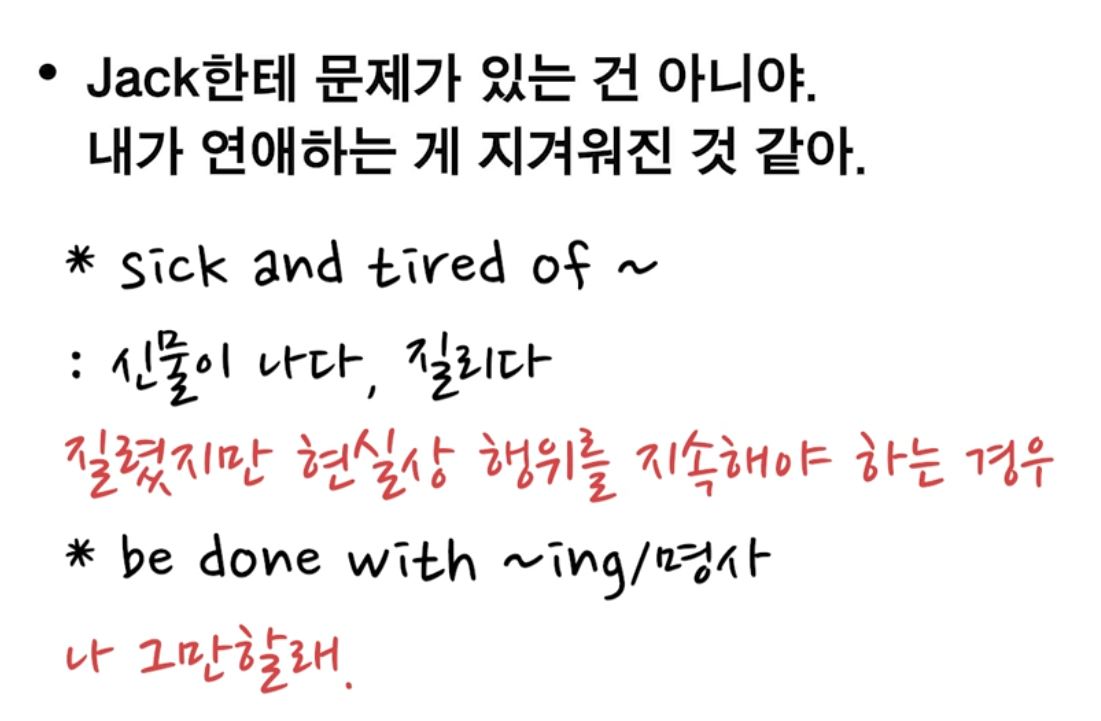 • Jack한테 문제가 있는 건 아니야.
내가 연애하는 게 지겨워진 것 같아.
* sick and tired of ~
: 신물이 나다, 질리다
질렸지만 현실상 행위를 지속해야 하는 경우
* be done with ~ing/명사
나 그만할래.